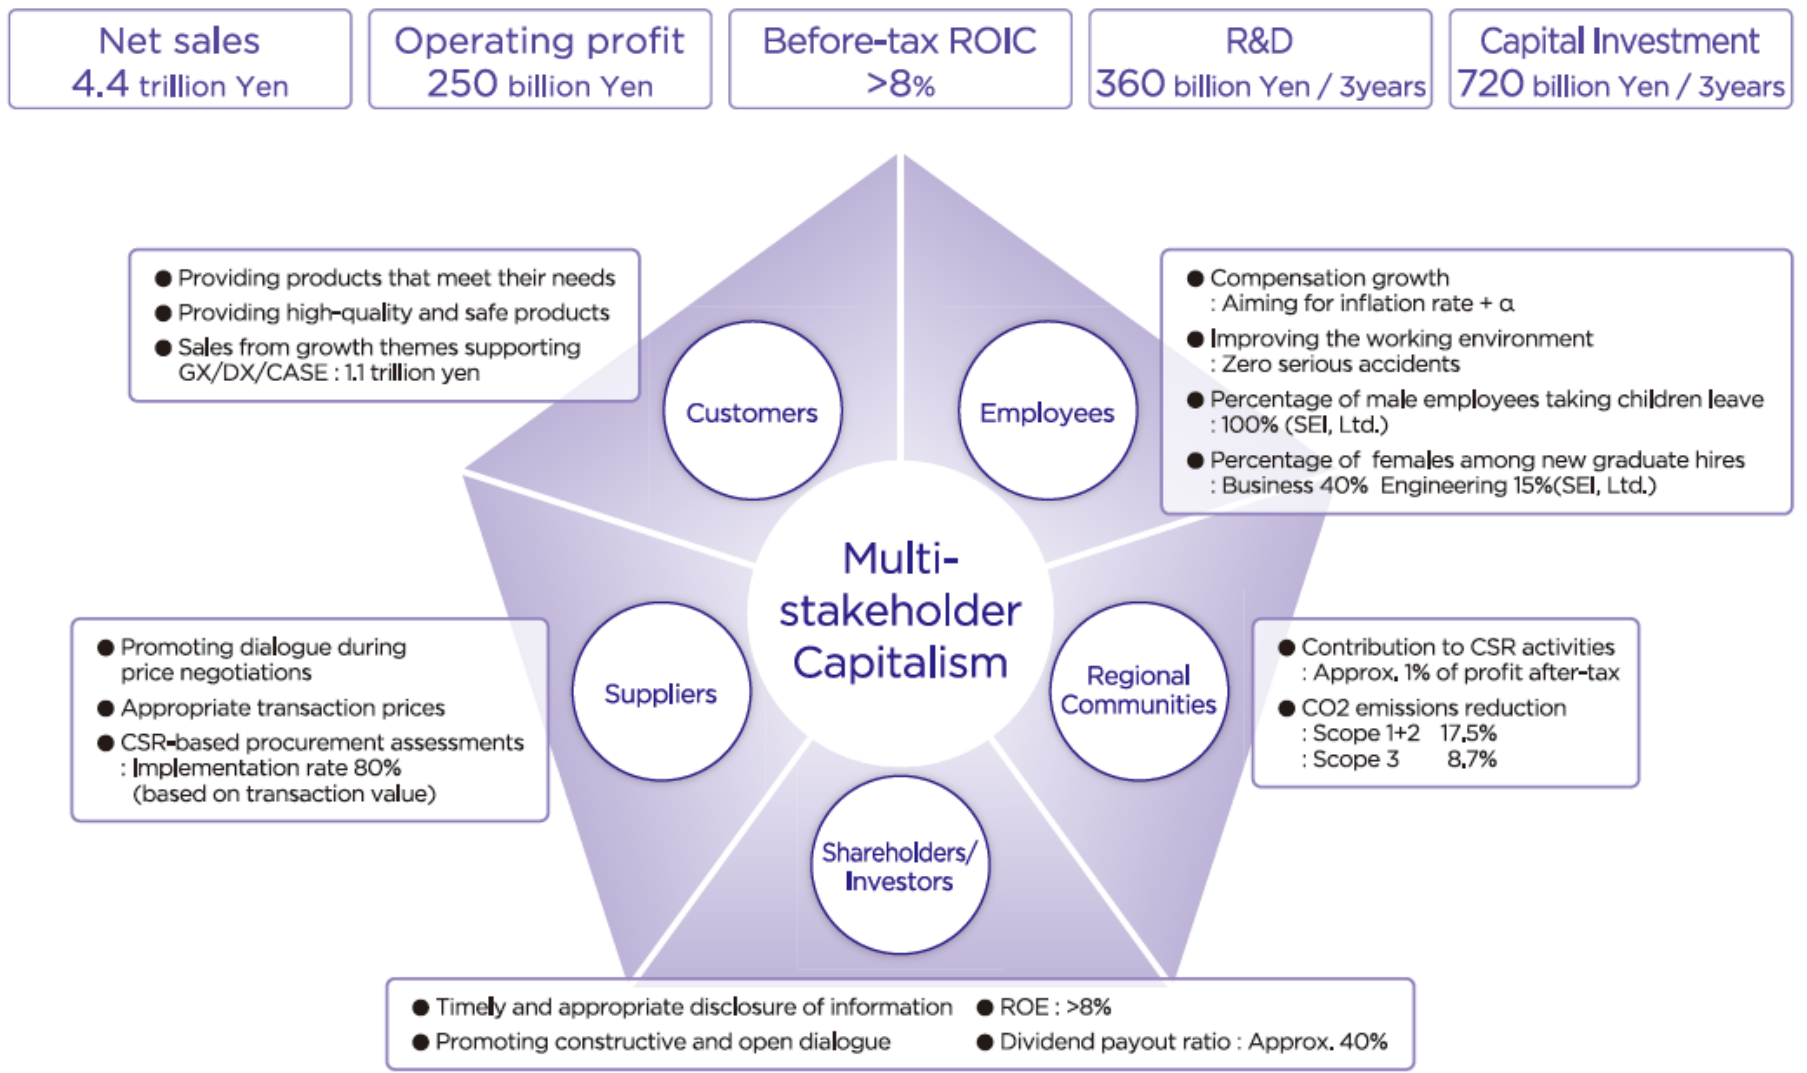 Net sales
4.4 trillion Yen
Operating profit
250 billion Yen
Before-tax ROIC
>8%
R&D
360 billion Yen / 3years
Capital Investment
720 billion Yen / 3years
● Providing products that meet their needs
● Providing high-quality and safe products
● Sales from growth themes supporting
GX/DX/CASE : 1.1 trillion yen
Customers
Employees
● Compensation growth
: Aiming for inflation rate + α
● Improving the working environment
: Zero serious accidents
● Percentage of male employees taking children leave
: 100% (SEI, Ltd.)
● Percentage of females among new graduate hires
: Business 40% Engineering 15%(SEI, Ltd.)
Multi-
stakeholder
Capitalism
● Promoting dialogue during
price negotiations
● Appropriate transaction prices
● CSR-based procurement assessments
: Implementation rate 80%
(based on transaction value)
Suppliers
Regional
Communities
● Contribution to CSR activities
: Approx. 1% of profit after-tax
● CO2 emissions reduction
: Scope 1+2 17.5%
: Scope 3 8.7%
Shareholders/
Investors
● Timely and appropriate disclosure of information
● Promoting constructive and open dialogue
● ROE : >8%
● Dividend payout ratio : Approx. 40%